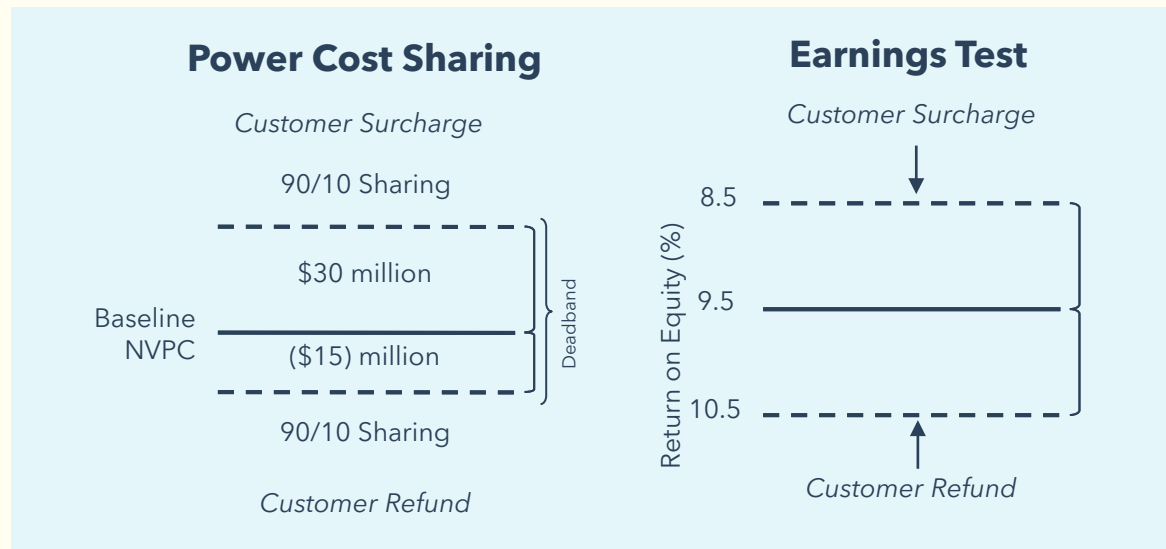 Power Cost Sharing
Customer Surcharge
90/10 Sharing
$30 million
Baseline
NVPC
($15) million
Deadband
90/10 Sharing
Customer Refund
Earnings Test
Customer Surcharge
Return on Equity (%)
8.5
9.5
10.5
Customer Refund